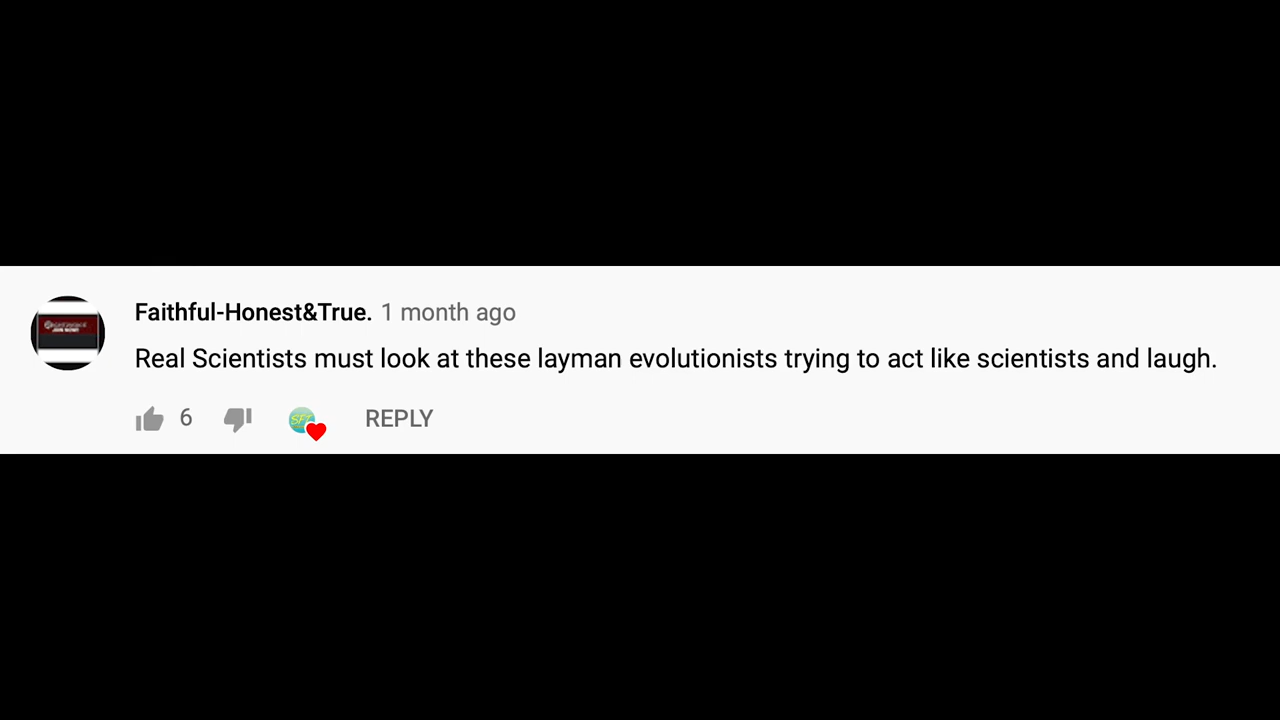 Faithful-Honest&True. 1 month ago
Real Scientists must look at these layman evolutionists trying to act like scientists and laugh.
6 REPLY